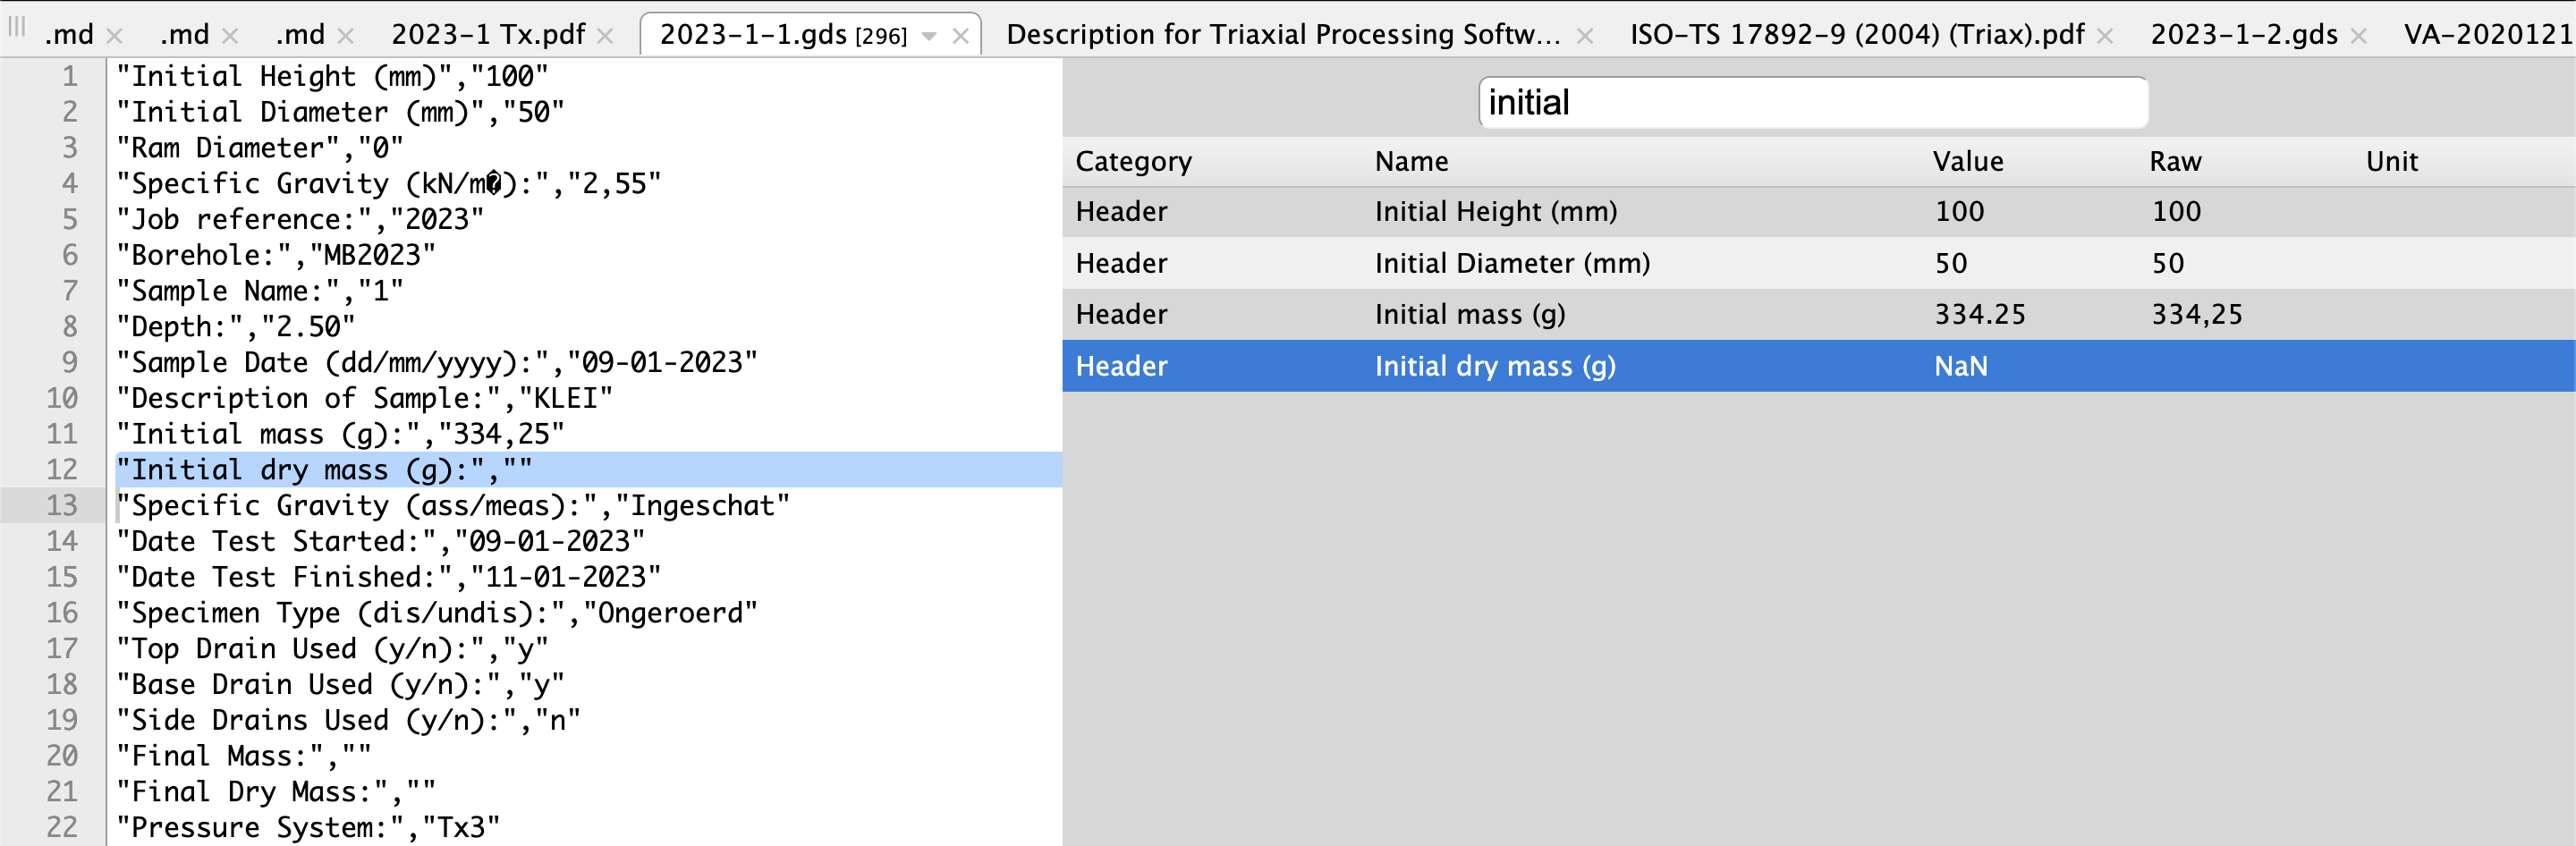 .md .md .md 2023-1 Tx.pdf 2023-1-1.gds [296] Description for Triaxial Processing Softw... ISO-TS 17892-9 (2004) (Triax).pdf 2023-1-2.gds VA-2020121
1 "Initial Height (mm)","100"
2 "Initial Diameter (mm)","50"
3 "Ram Diameter","0"
4 "Specific Gravity (kN/m�):","2,55"
5 "Job reference:","2023"
6 "Borehole:","MB2023"
7 "Sample Name:","1"
8 "Depth:","2.50"
9 "Sample Date (dd/mm/yyyy):","09-01-2023"
10 "Description of Sample:","KLEI"
11 "Initial mass (g):","334,25"
12 "Initial dry mass (g):",""
13 "Specific Gravity (ass/meas):","Ingeschat"
14 "Date Test Started:","09-01-2023"
15 "Date Test Finished:","11-01-2023"
16 "Specimen Type (dis/undis):","Ongeroerd"
17 "Top Drain Used (y/n):","y"
18 "Base Drain Used (y/n):","y"
19 "Side Drains Used (y/n):","n"
20 "Final Mass:",""
21 "Final Dry Mass:",""
22 "Pressure System:","Tx3"
initial
Category Name Value Raw Unit
Header Initial Height (mm) 100 100
Header Initial Diameter (mm) 50 50
Header Initial mass (g) 334.25 334,25
Header Initial dry mass (g) NaN